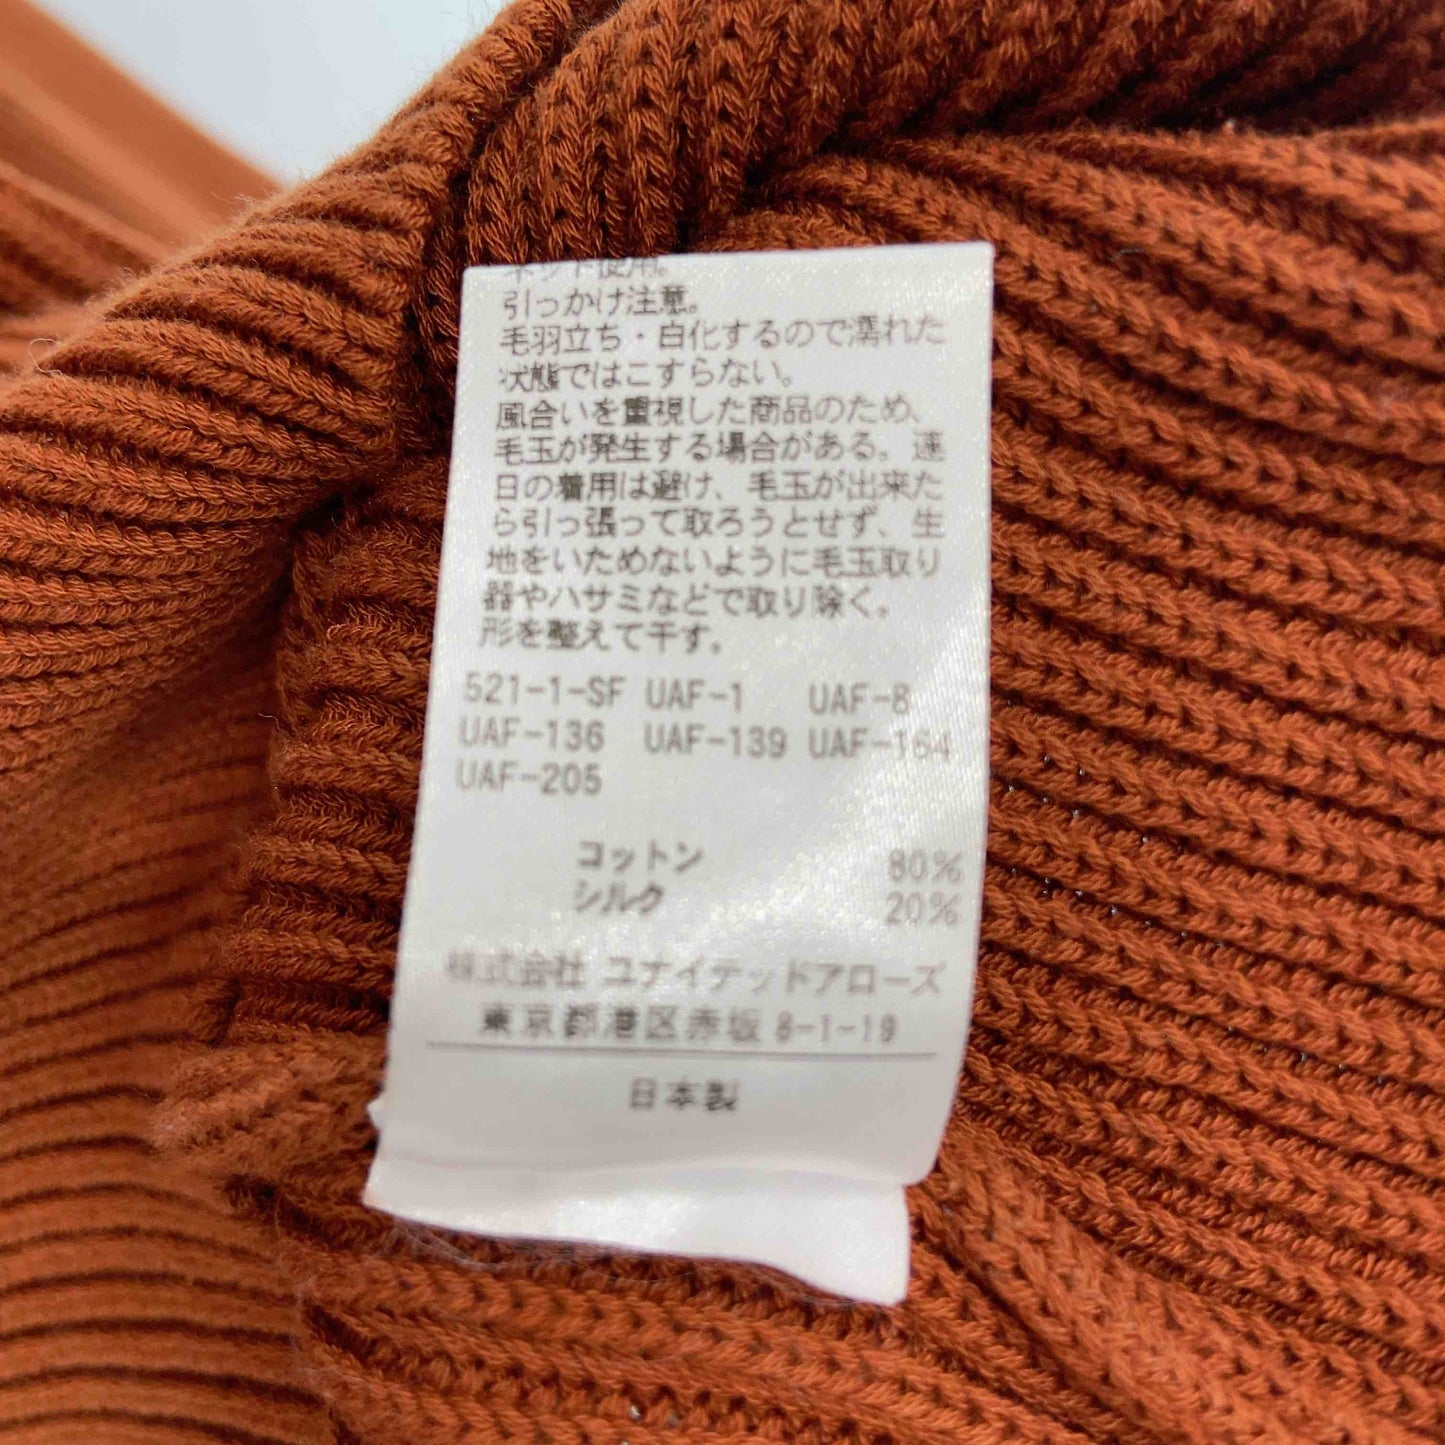 ネット使用。
引っかけ注意。
毛羽立ち・白化するので濡れた
状態ではこすらない。
風合いを重視した商品のため、
毛玉が発生する場合がある。連
日の着用は避け、毛玉が出来た
ら引っ張って取ろうとせず、生
地をいためないように毛玉取り
器やハサミなどで取り除く。
形を整えて干す。
521-1-SF UAF-1 UAF-8
UAF-136 UAF-139 UAF-164
UAF-205
コットン 80%
シルク 20%
株式会社 ユナイテッドアローズ
東京都港区赤坂 8-1-19
日本製